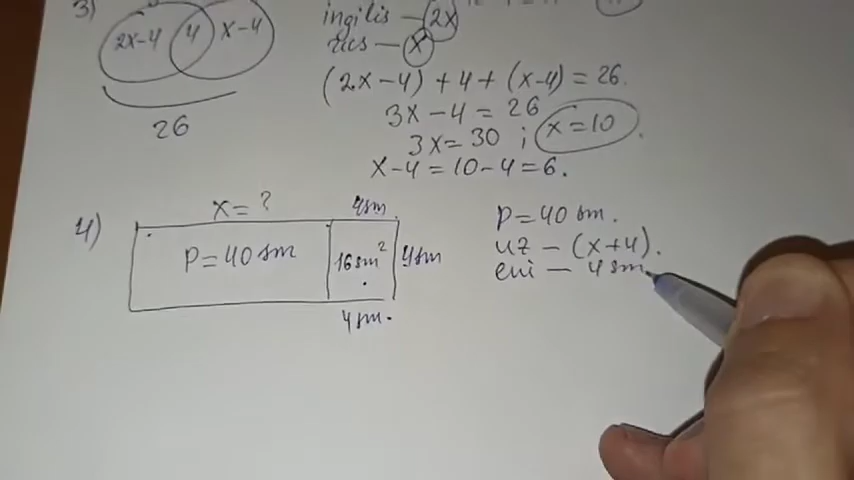 3)
2x-4 4 x-4
26
ingilis — 2x
rus — x
(2x-4) + 4 + (x-4) = 26.
3x-4 = 26
3x = 30 ; x = 10.
x-4 = 10-4 = 6.
4)
x = ? 4sm
P = 40 sm 16sm² 4sm
4sm.
P = 40 sm.
uz — (x+4).
eni — 4 sm